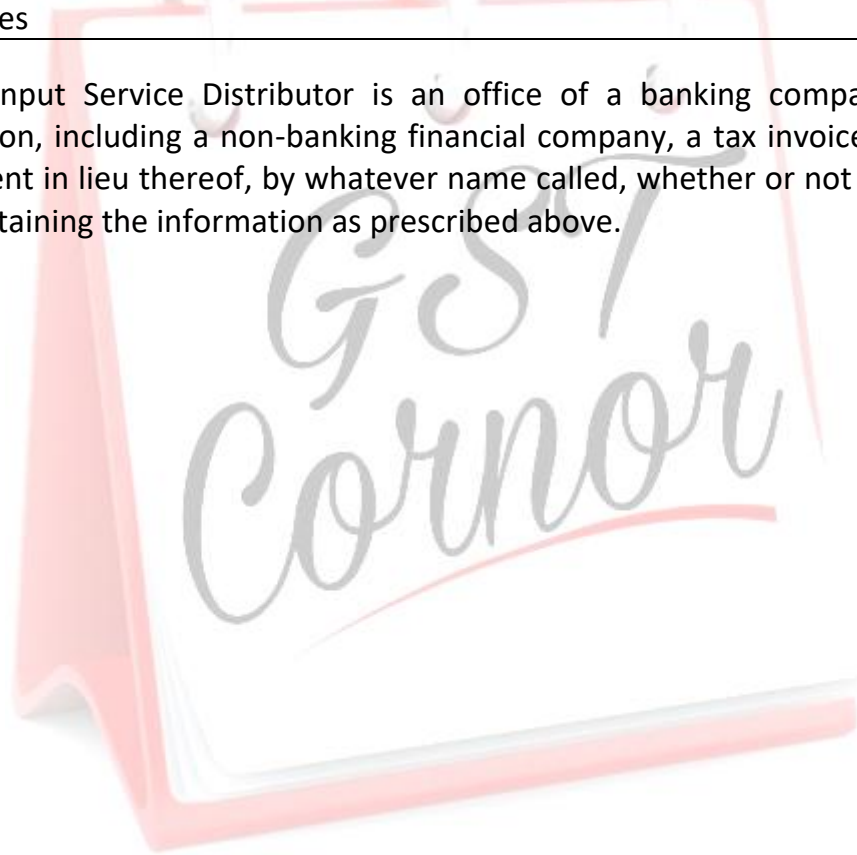 es
nput Service Distributor is an office of a banking compa
on, including a non-banking financial company, a tax invoice
ent in lieu thereof, by whatever name called, whether or not
taining the information as prescribed above.
GST
Cornor